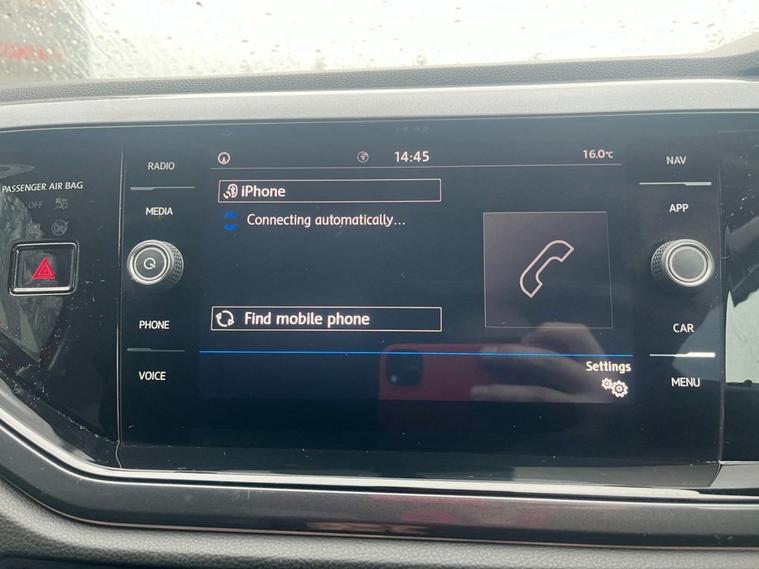 RADIO
14:45
16.0°C
NAV
PASSENGER AIR BAG
OFF
iPhone
MEDIA
APP
Connecting automatically...
Find mobile phone
PHONE
CAR
VOICE
Settings
MENU